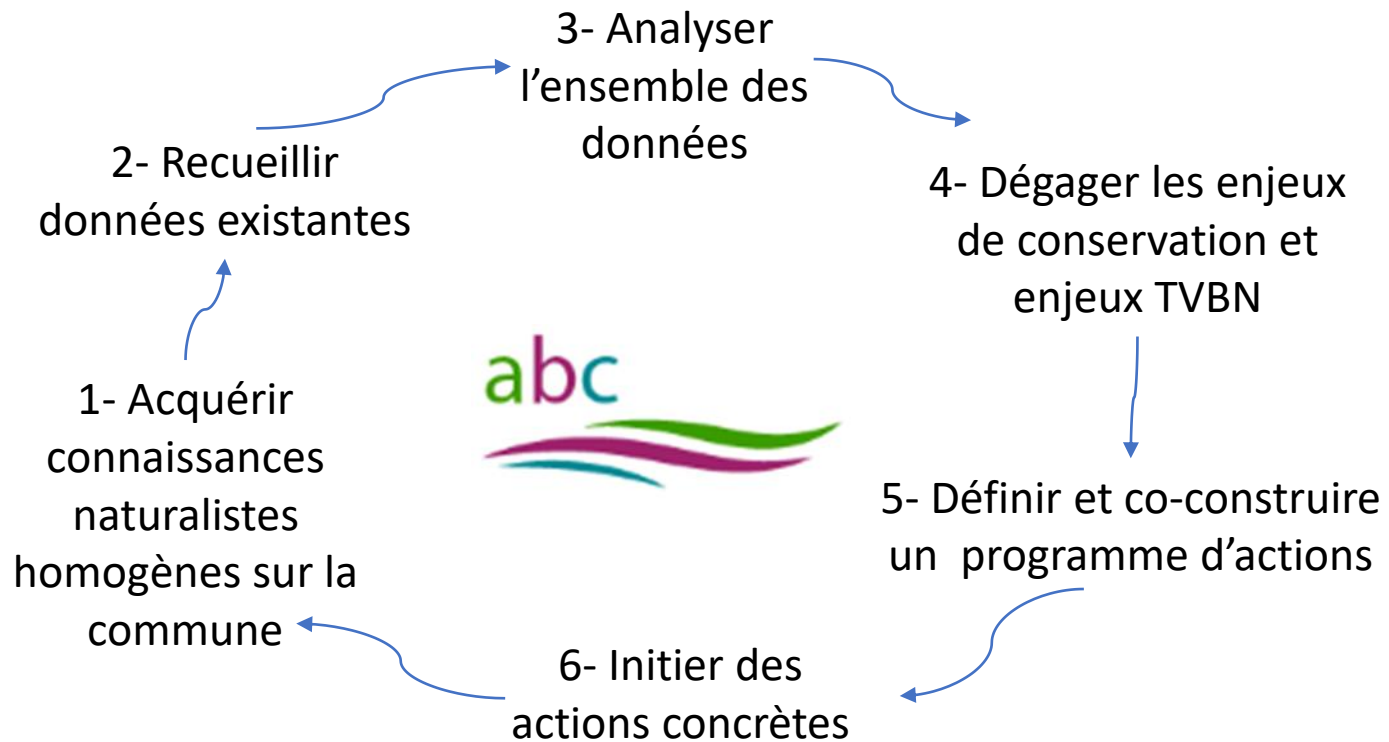 3- Analyser
l’ensemble des
données
2- Recueillir
données existantes
4- Dégager les enjeux
de conservation et
enjeux TVBN
abc
1- Acquérir
connaissances
naturalistes
homogènes sur la
commune
5- Définir et co-construire
un  programme d’actions
6- Initier des
actions concrètes